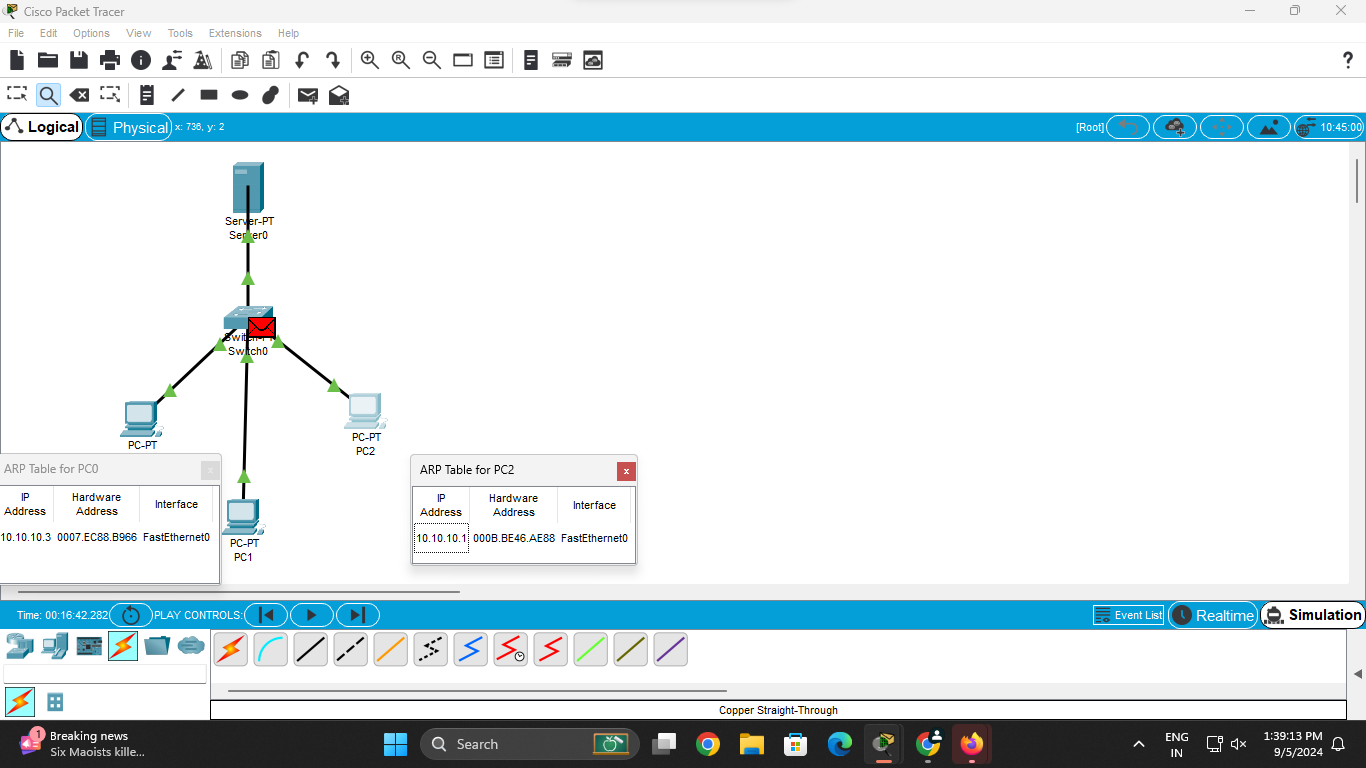 Cisco Packet Tracer
File Edit Options View Tools Extensions Help
Logical Physical x: 736, y: 2 [Root] 10:45:00
Server-PT
Server0
Switch-PT
Switch0
PC-PT
PC-PT
PC2
ARP Table for PC0 x
IP Address Hardware Address Interface
10.10.10.3 0007.EC88.B966 FastEthernet0
PC-PT
PC1
ARP Table for PC2 x
IP Address Hardware Address Interface
10.10.10.1 000B.BE46.AE88 FastEthernet0
Time: 00:16:42.282 PLAY CONTROLS: Event List Realtime Simulation
Copper Straight-Through
1 Breaking news
Six Maoists kille...
Search
ENG
IN
1:39:13 PM
9/5/2024